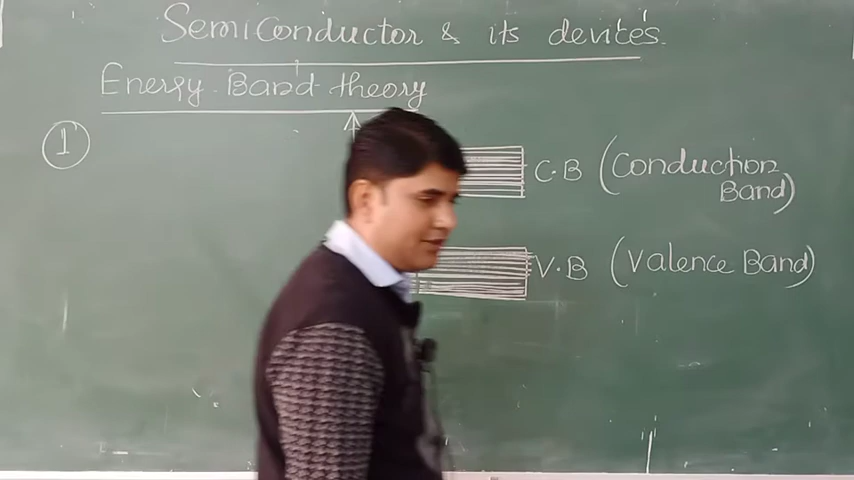 SemiConductor & its devices.
Energy Band theory
1
C.B (Conduction Band)
V.B (Valence Band)